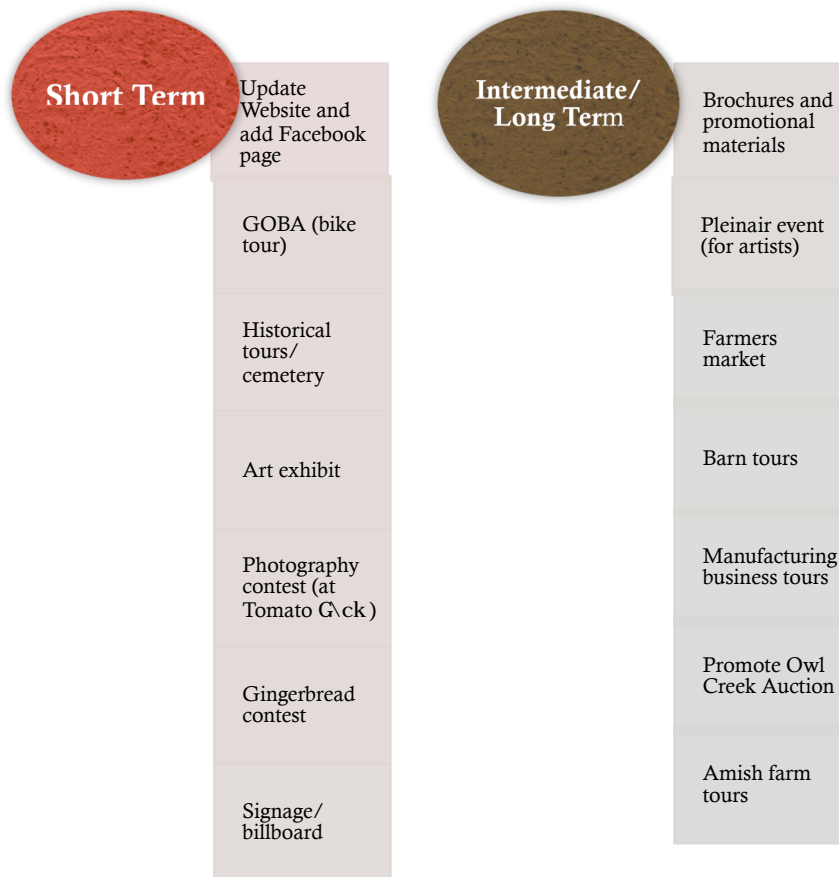 Short Term
Update
Website and
add Facebook
page
GOBA (bike
tour)
Historical
tours/
cemetery
Art exhibit
Photography
contest (at
Tomato G\ck )
Gingerbread
contest
Signage/
billboard
Intermediate/
Long Term
Brochures and
promotional
materials
Pleinair event
(for artists)
Farmers
market
Barn tours
Manufacturing
business tours
Promote Owl
Creek Auction
Amish farm
tours